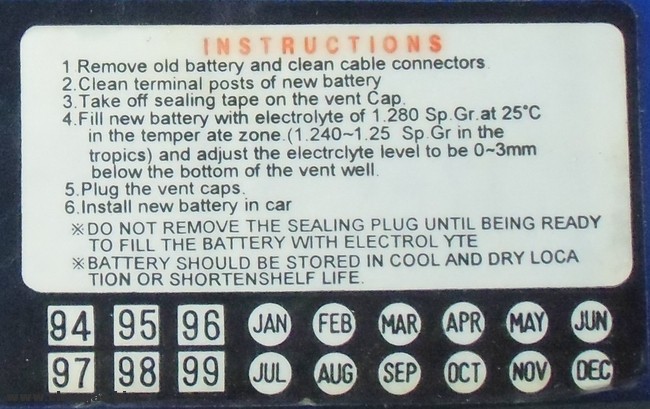 INSTRUCTIONS
1 Remove old battery and clean cable connectors.
2.Clean terminal posts of new battery
3.Take off sealing tape on the vent Cap.
4.Fill new battery with electrolyte of 1.280 Sp.Gr.at 25°C
in the temper ate zone.(1.240~1.25 Sp.Gr in the
tropics) and adjust the electrclyte level to be 0~3mm
below the bottom of the vent well.
5.Plug the vent caps.
6.Install new battery in car
※DO NOT REMOVE THE SEALING PLUG UNTIL BEING READY
TO FILL THE BATTERY WITH ELECTROL YTE
※BATTERY SHOULD BE STORED IN COOL AND DRY LOCA
TION OR SHORTENSHELF LIFE.
94 95 96 JAN FEB MAR APR MAY JUN
97 98 99 JUL AUG SEP OCT NOV DEC